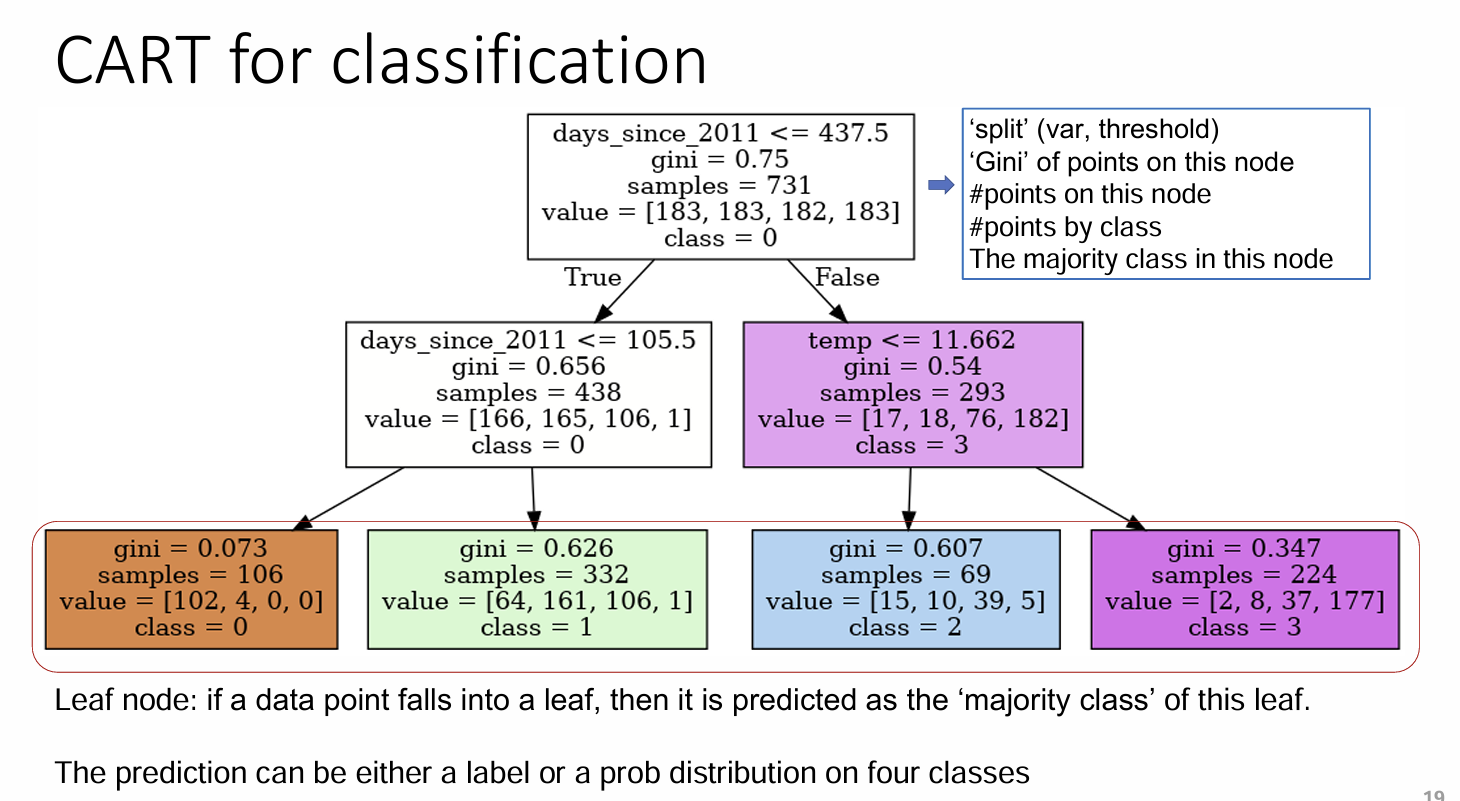 CART for classification
days_since_2011 <= 437.5
gini = 0.75
samples = 731
value = [183, 183, 182, 183]
class = 0
‘split’ (var, threshold)
‘Gini’ of points on this node
#points on this node
#points by class
The majority class in this node
True
False
days_since_2011 <= 105.5
gini = 0.656
samples = 438
value = [166, 165, 106, 1]
class = 0
temp <= 11.662
gini = 0.54
samples = 293
value = [17, 18, 76, 182]
class = 3
gini = 0.073
samples = 106
value = [102, 4, 0, 0]
class = 0
gini = 0.626
samples = 332
value = [64, 161, 106, 1]
class = 1
gini = 0.607
samples = 69
value = [15, 10, 39, 5]
class = 2
gini = 0.347
samples = 224
value = [2, 8, 37, 177]
class = 3
Leaf node: if a data point falls into a leaf, then it is predicted as the ‘majority class’ of this leaf.
The prediction can be either a label or a prob distribution on four classes
19